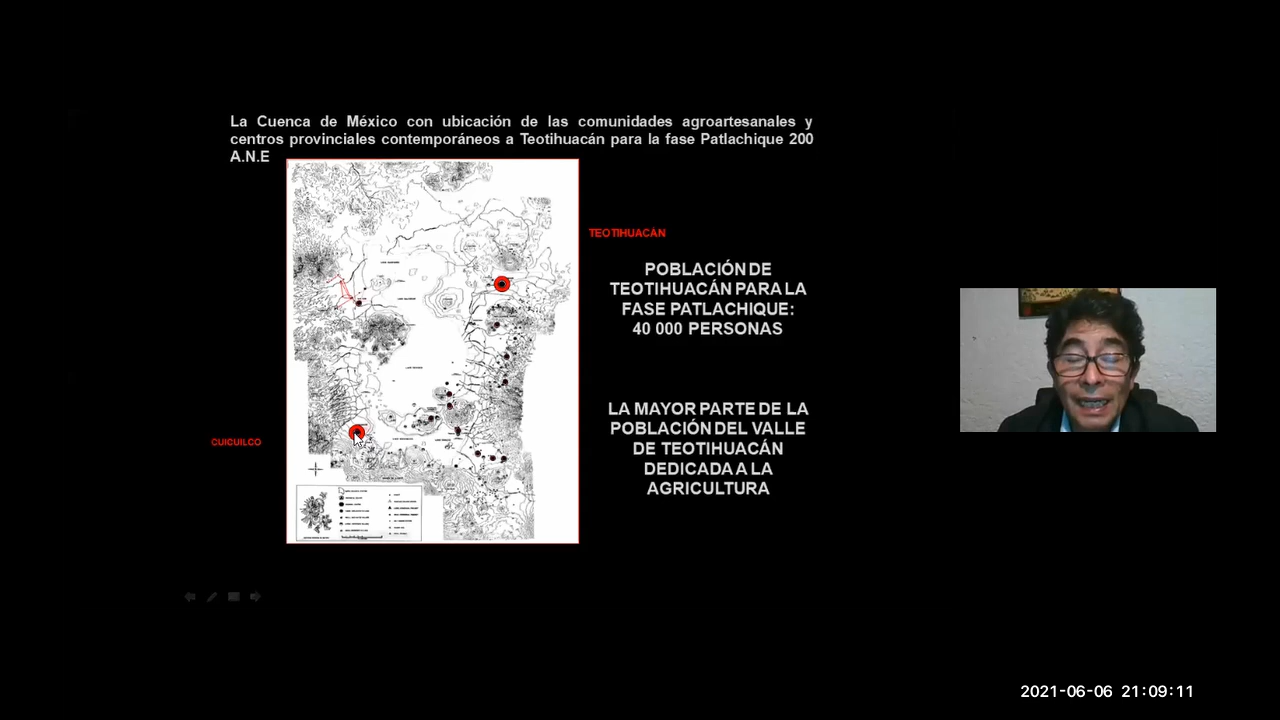 La Cuenca de México con ubicación de las comunidades agroartesanales y
centros provinciales contemporáneos a Teotihuacán para la fase Patlachique 200
A.N.E
TEOTIHUACÁN
POBLACIÓN DE
TEOTIHUACÁN PARA LA
FASE PATLACHIQUE:
40 000 PERSONAS
LA MAYOR PARTE DE LA
POBLACIÓN DEL VALLE
DE TEOTIHUACÁN
DEDICADA A LA
AGRICULTURA
CUICUILCO
2021-06-06 21:09:11